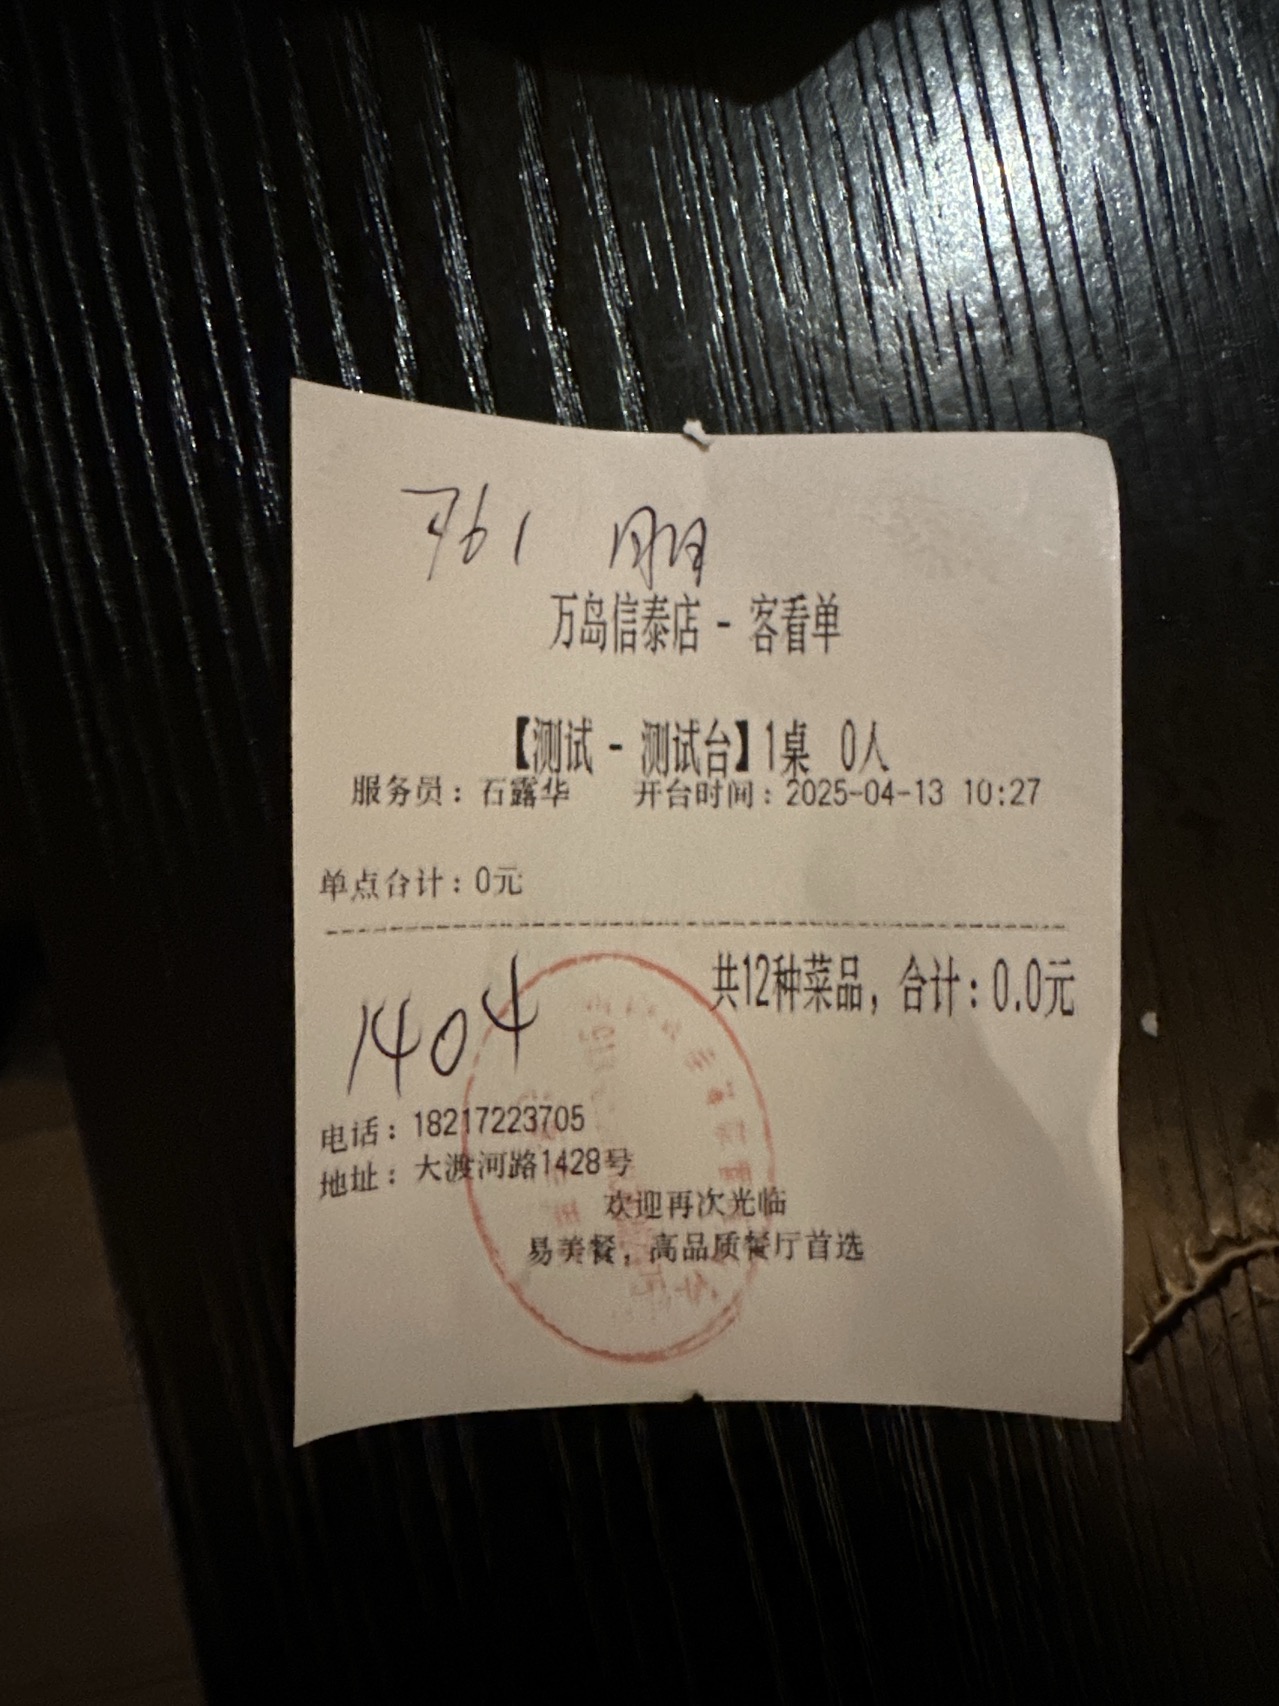 761
万岛信泰店 - 客看单
【测试 - 测试台】1桌 0人
服务员：石露华 开台时间：2025-04-13 10:27
单点合计：0元
共12种菜品，合计：0.0元
1404
电话：18217223705
地址：大渡河路1428号
欢迎再次光临
易美餐，高品质餐厅首选